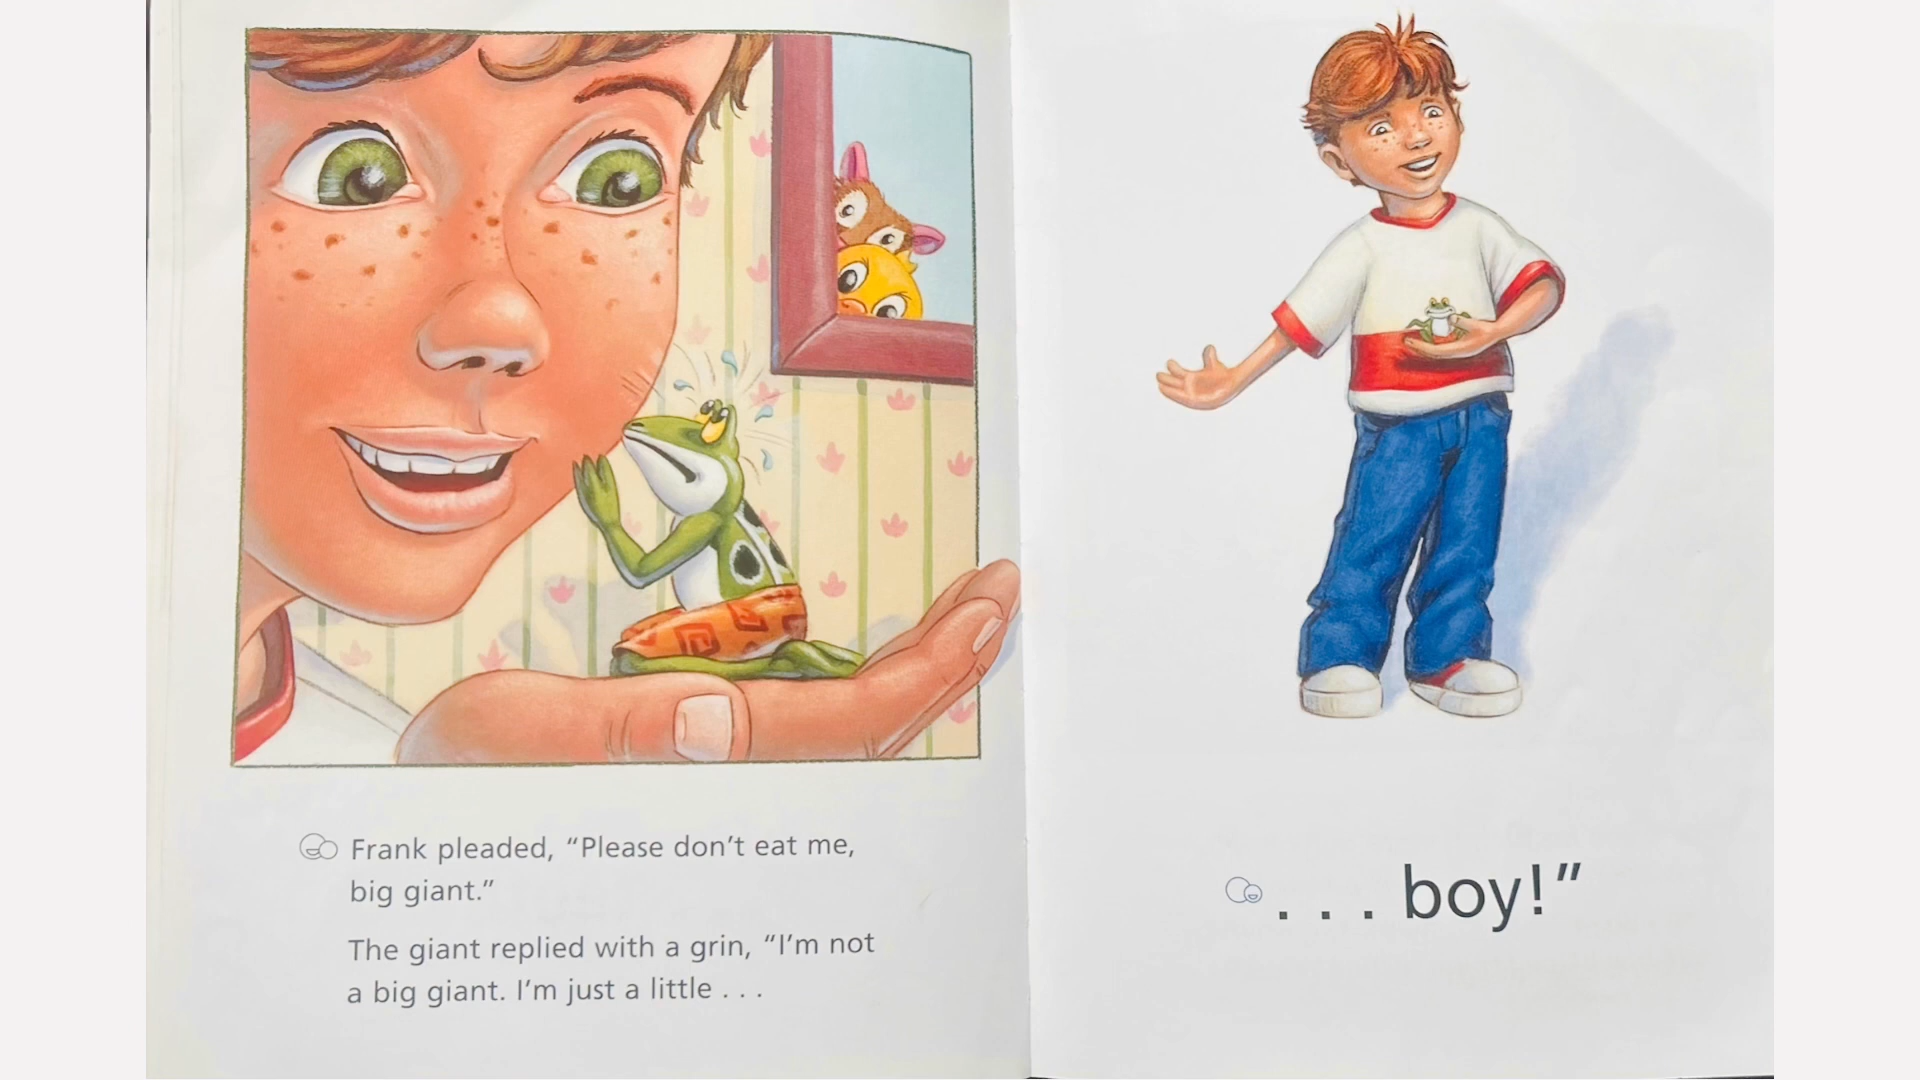 Frank pleaded, “Please don’t eat me,
big giant.”
The giant replied with a grin, “I’m not
a big giant. I’m just a little . . .
. . . boy!”